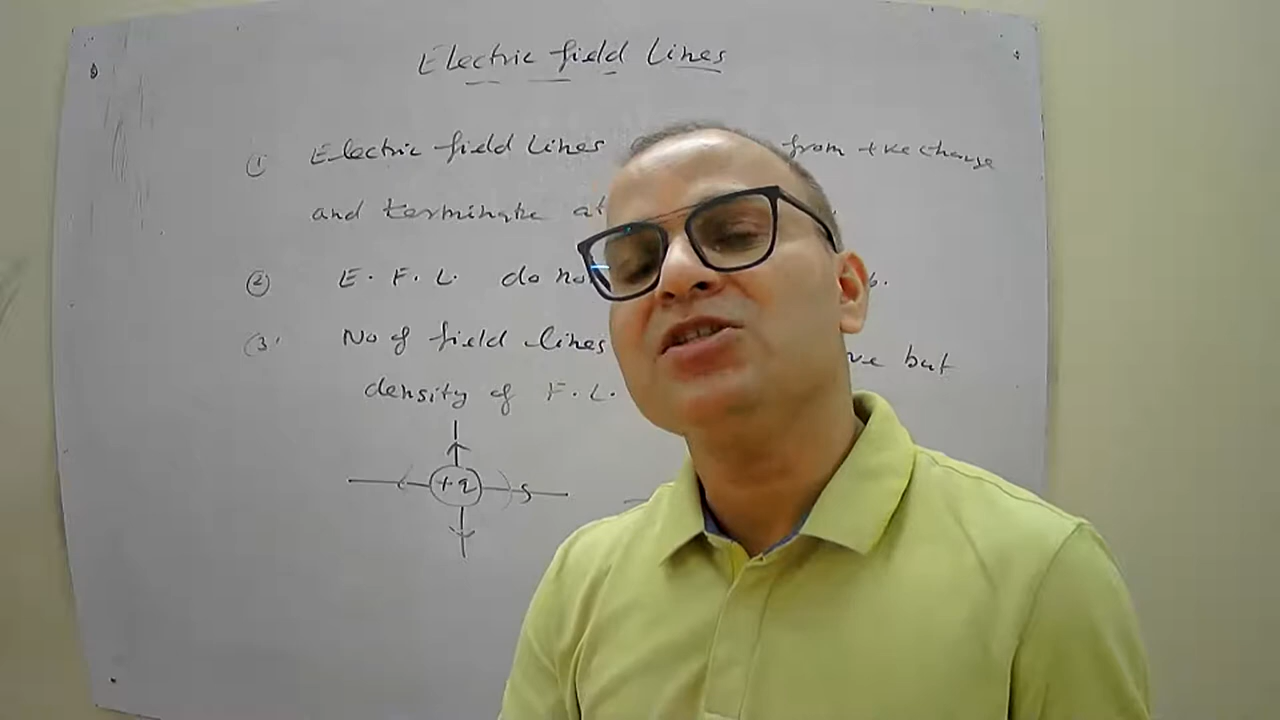 Electric field Lines
(1) Electric field Lines from +ve charge
and terminate at
(2) E. F. L. do no
(3) No of field lines ve but
density of F. L.
+q